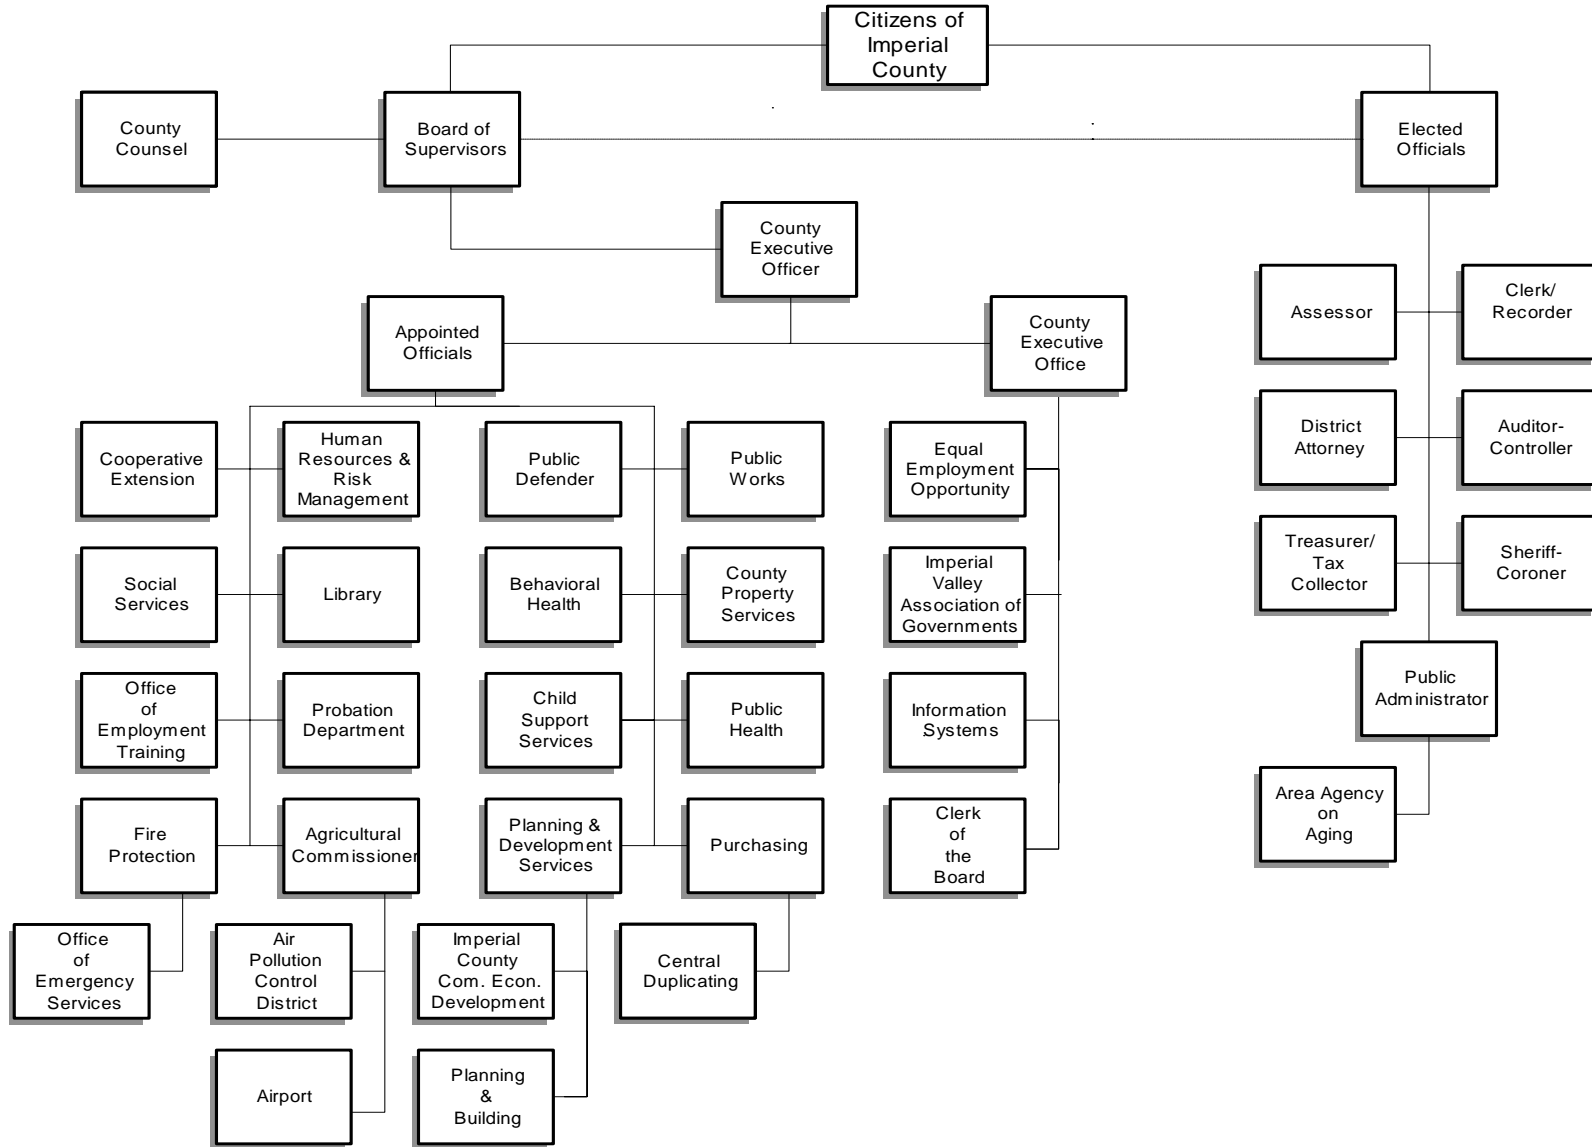 Citizens of
Imperial
County
County
Counsel
Board of
Supervisors
Elected
Officials
County
Executive
Officer
Appointed
Officials
County
Executive
Office
Assessor
Clerk/
Recorder
District
Attorney
Auditor-
Controller
Treasurer/
Tax
Collector
Sheriff-
Coroner
Public
Administrator
Area Agency
on
Aging
Cooperative
Extension
Human
Resources &
Risk
Management
Public
Defender
Public
Works
Equal
Employment
Opportunity
Social
Services
Library
Behavioral
Health
County
Property
Services
Imperial
Valley
Association of
Governments
Office
of
Employment
Training
Probation
Department
Child
Support
Services
Public
Health
Information
Systems
Fire
Protection
Agricultural
Commissioner
Planning &
Development
Services
Purchasing
Clerk
of
the
Board
Office
of
Emergency
Services
Air
Pollution
Control
District
Imperial
County
Com. Econ.
Development
Central
Duplicating
Airport
Planning
&
Building